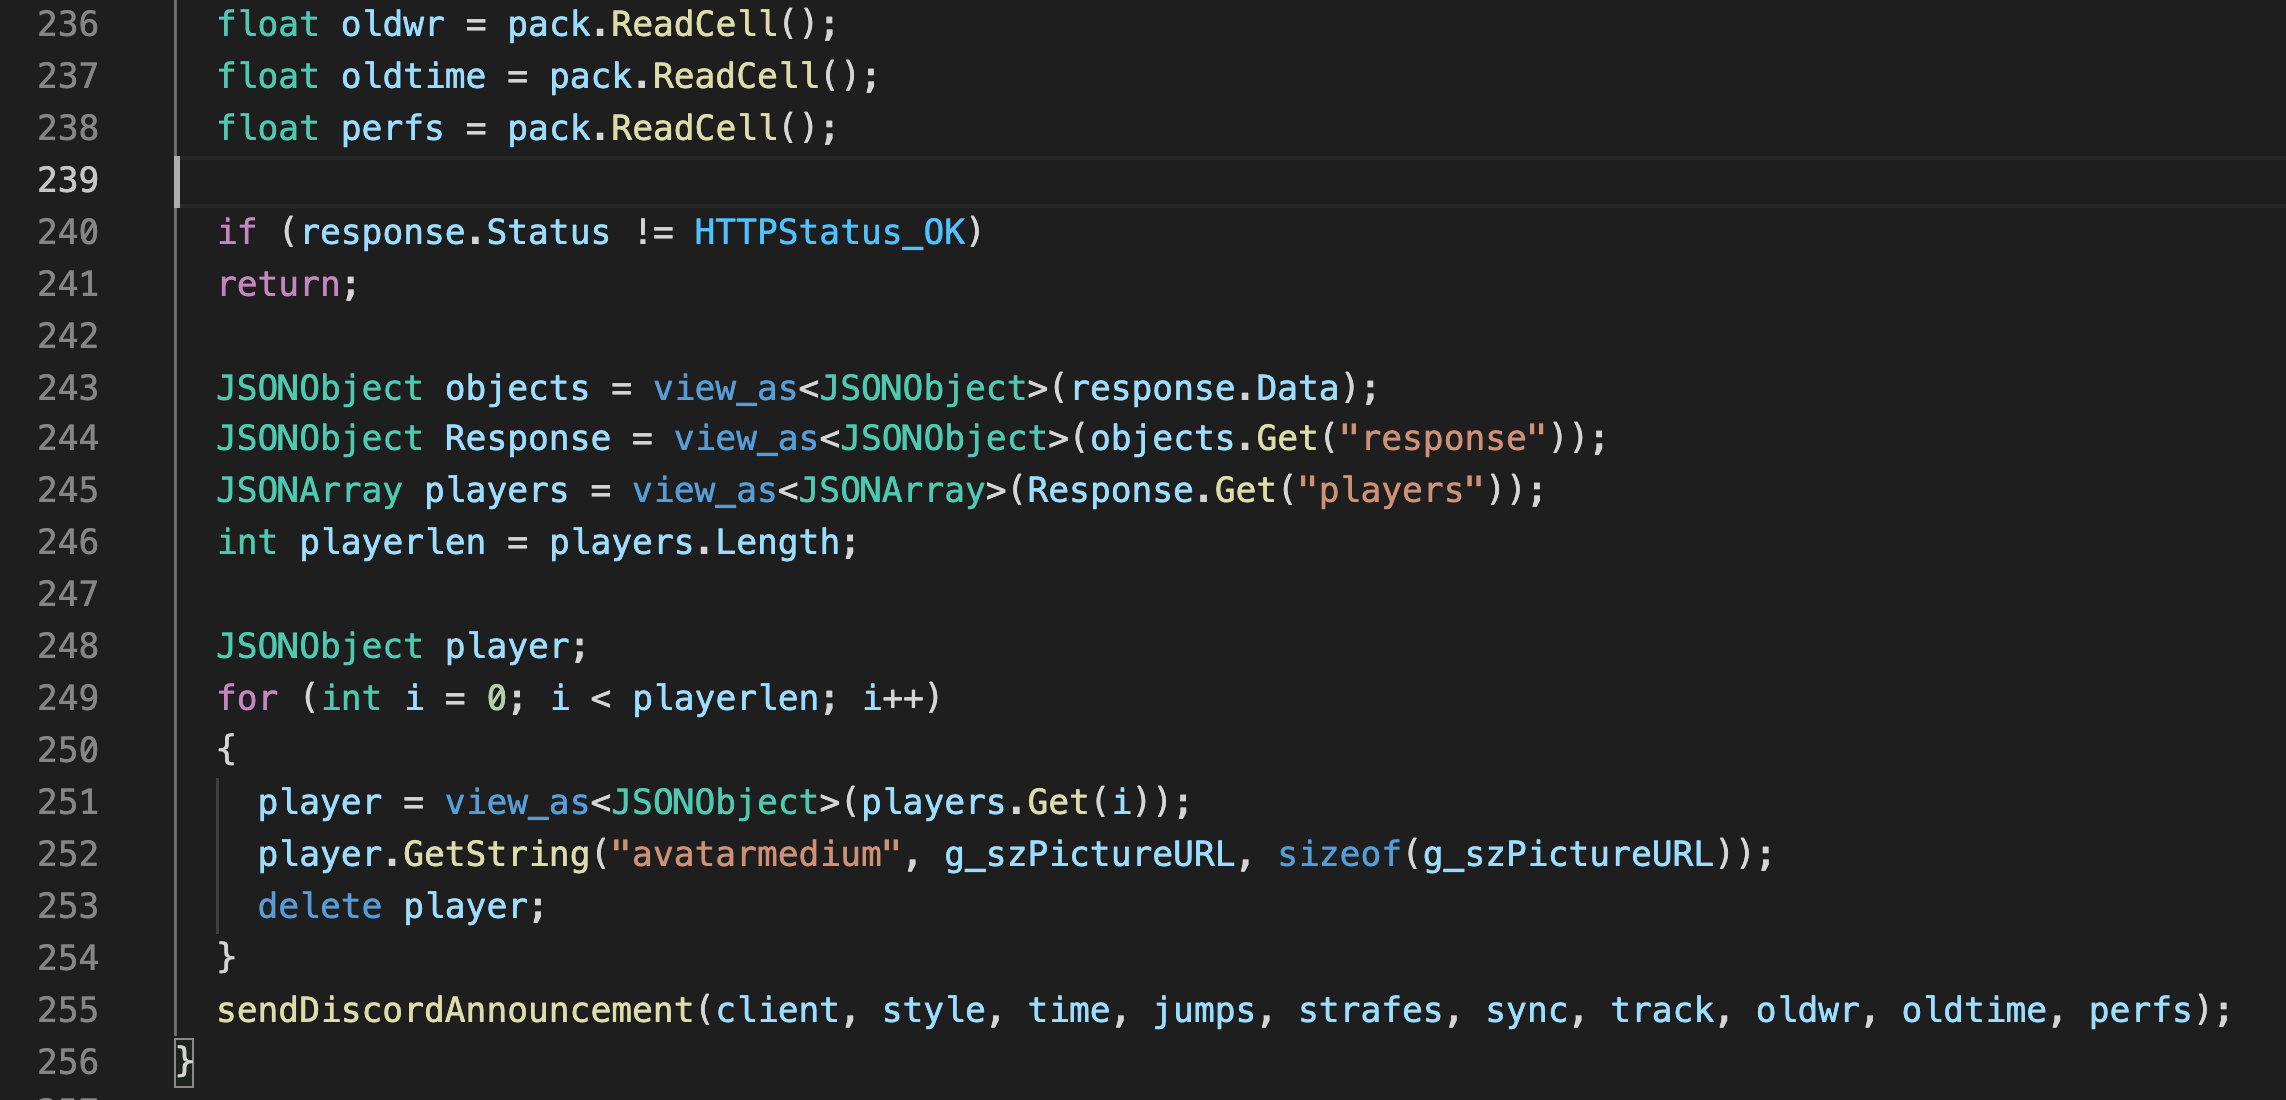 236 float oldwr = pack.ReadCell();
237 float oldtime = pack.ReadCell();
238 float perfs = pack.ReadCell();
239
240 if (response.Status != HTTPStatus_OK)
241 return;
242
243 JSONObject objects = view_as<JSONObject>(response.Data);
244 JSONObject Response = view_as<JSONObject>(objects.Get("response"));
245 JSONArray players = view_as<JSONArray>(Response.Get("players"));
246 int playerlen = players.Length;
247
248 JSONObject player;
249 for (int i = 0; i < playerlen; i++)
250 {
251 player = view_as<JSONObject>(players.Get(i));
252 player.GetString("avatarmedium", g_szPictureURL, sizeof(g_szPictureURL));
253 delete player;
254 }
255 sendDiscordAnnouncement(client, style, time, jumps, strafes, sync, track, oldwr, oldtime, perfs);
256 }